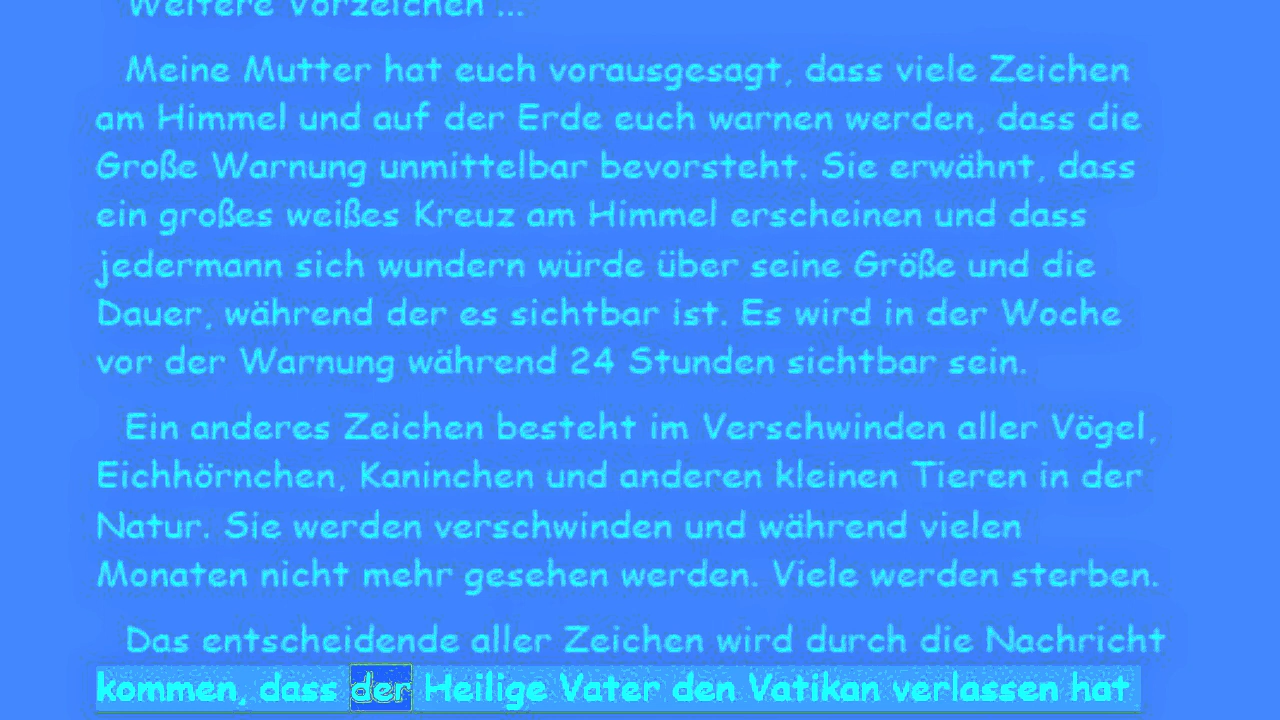 Weitere Vorzeichen ...
Meine Mutter hat euch vorausgesagt, dass viele Zeichen
am Himmel und auf der Erde euch warnen werden, dass die
Große Warnung unmittelbar bevorsteht. Sie erwähnt, dass
ein großes weißes Kreuz am Himmel erscheinen und dass
jedermann sich wundern würde über seine Größe und die
Dauer, während der es sichtbar ist. Es wird in der Woche
vor der Warnung während 24 Stunden sichtbar sein.
Ein anderes Zeichen besteht im Verschwinden aller Vögel,
Eichhörnchen, Kaninchen und anderen kleinen Tieren in der
Natur. Sie werden verschwinden und während vielen
Monaten nicht mehr gesehen werden. Viele werden sterben.
Das entscheidende aller Zeichen wird durch die Nachricht
kommen, dass der Heilige Vater den Vatikan verlassen hat